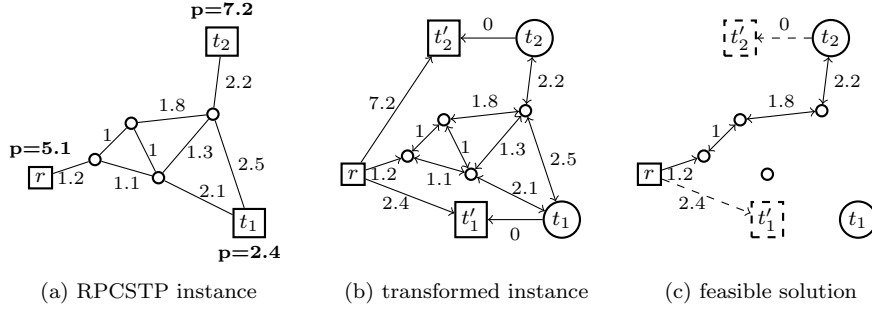 p=7.2
t2
2.2
1.8
1
p=5.1
r
1.2
1
1.3
1.1
2.5
2.1
t1
p=2.4
(a) RPCSTP instance
t′2
0
t2
7.2
2.2
1.8
1
1
1.3
r
1.2
1.1
2.5
2.4
2.1
t′1
0
t1
(b) transformed instance
t′2
0
t2
2.2
1.8
1
r
1.2
2.4
t′1
t1
(c) feasible solution